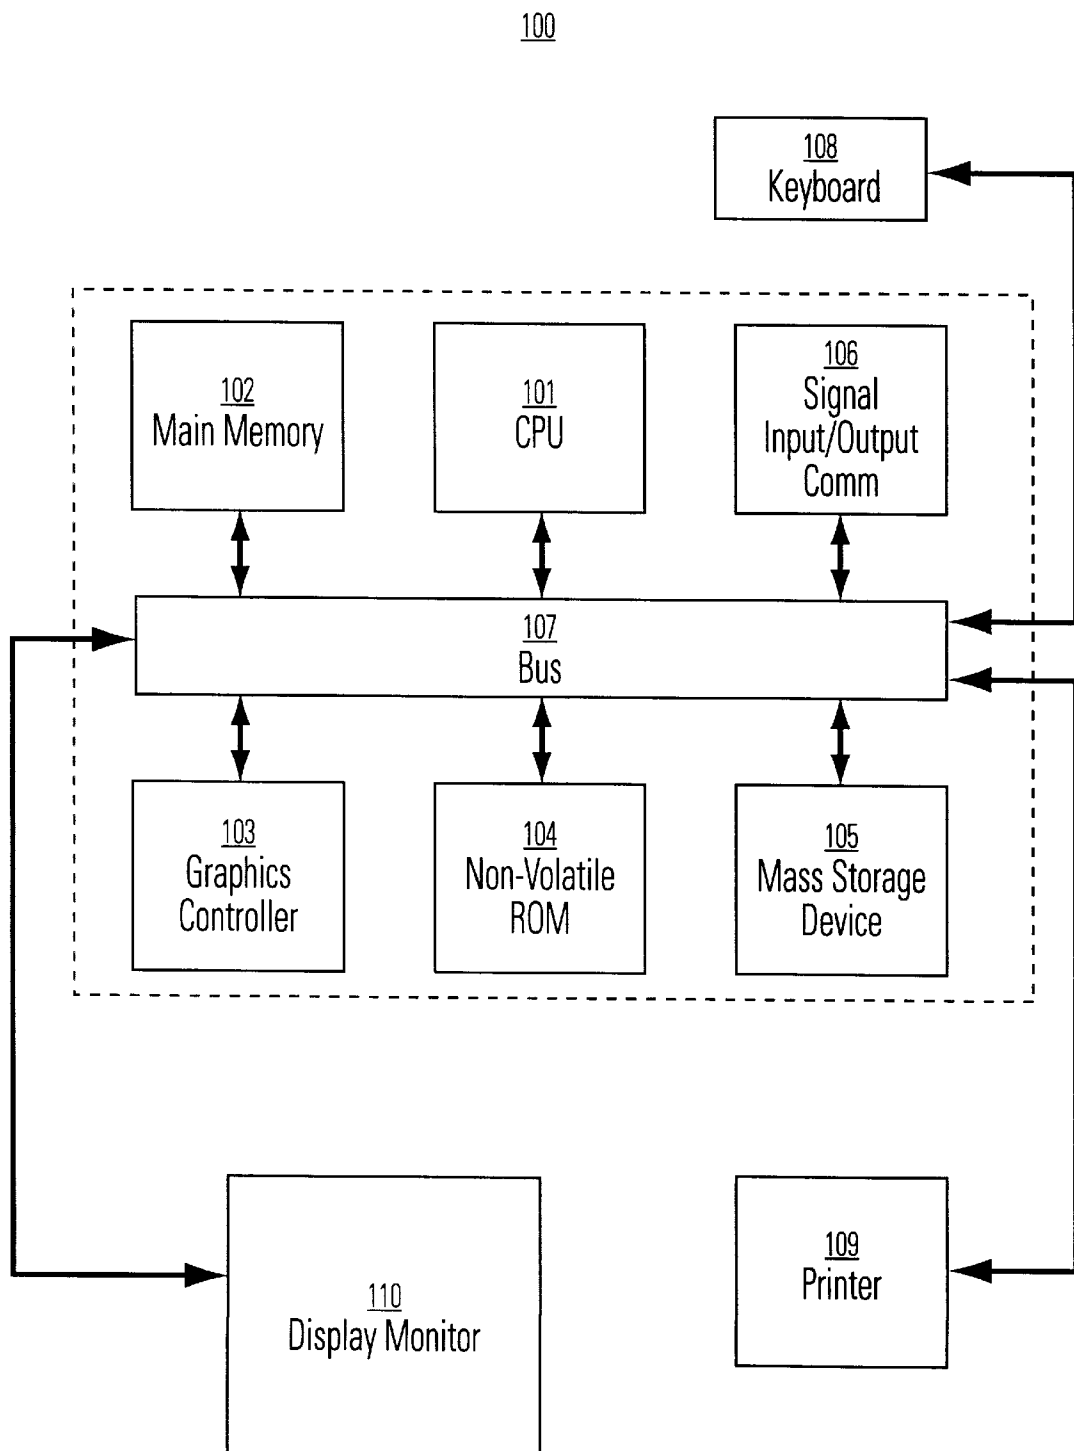 100
108
Keyboard
102
Main Memory
101
CPU
106
Signal
Input/Output
Comm
107
Bus
103
Graphics
Controller
104
Non-Volatile
ROM
105
Mass Storage
Device
110
Display Monitor
109
Printer